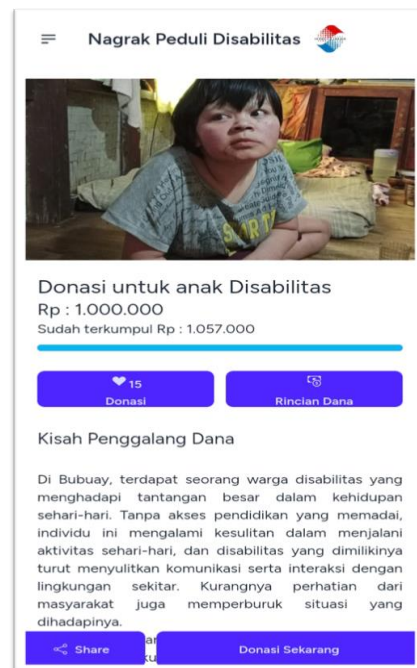 Nagrak Peduli Disabilitas
Donasi untuk anak Disabilitas
Rp : 1.000.000
Sudah terkumpul Rp : 1.057.000
15
Donasi
Rincian Dana
Kisah Penggalang Dana
Di Bubuay, terdapat seorang warga disabilitas yang
menghadapi tantangan besar dalam kehidupan
sehari-hari. Tanpa akses pendidikan yang memadai,
individu ini mengalami kesulitan dalam menjalani
aktivitas sehari-hari, dan disabilitas yang dimilikinya
turut menyulitkan komunikasi serta interaksi dengan
lingkungan sekitar. Kurangnya perhatian dari
masyarakat juga memperburuk situasi yang
dihadapinya.
Share
Donasi Sekarang